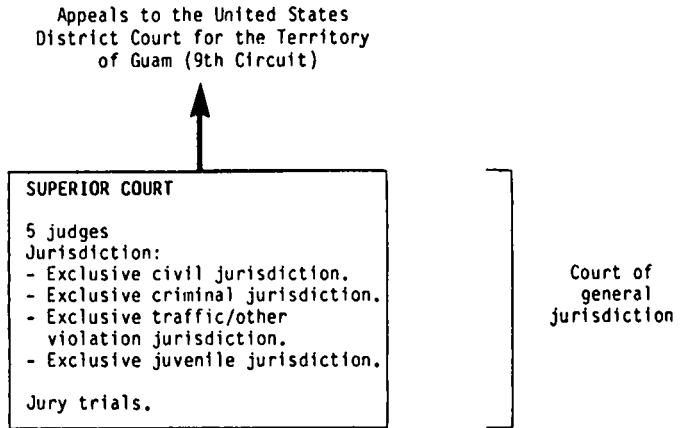 Appeals to the United States
District Court for the Territory
of Guam (9th Circuit)
SUPERIOR COURT
5 judges
Jurisdiction:
- Exclusive civil jurisdiction.
- Exclusive criminal jurisdiction.
- Exclusive traffic/other
violation jurisdiction.
- Exclusive juvenile jurisdiction.
Jury trials.
Court of
general
jurisdiction